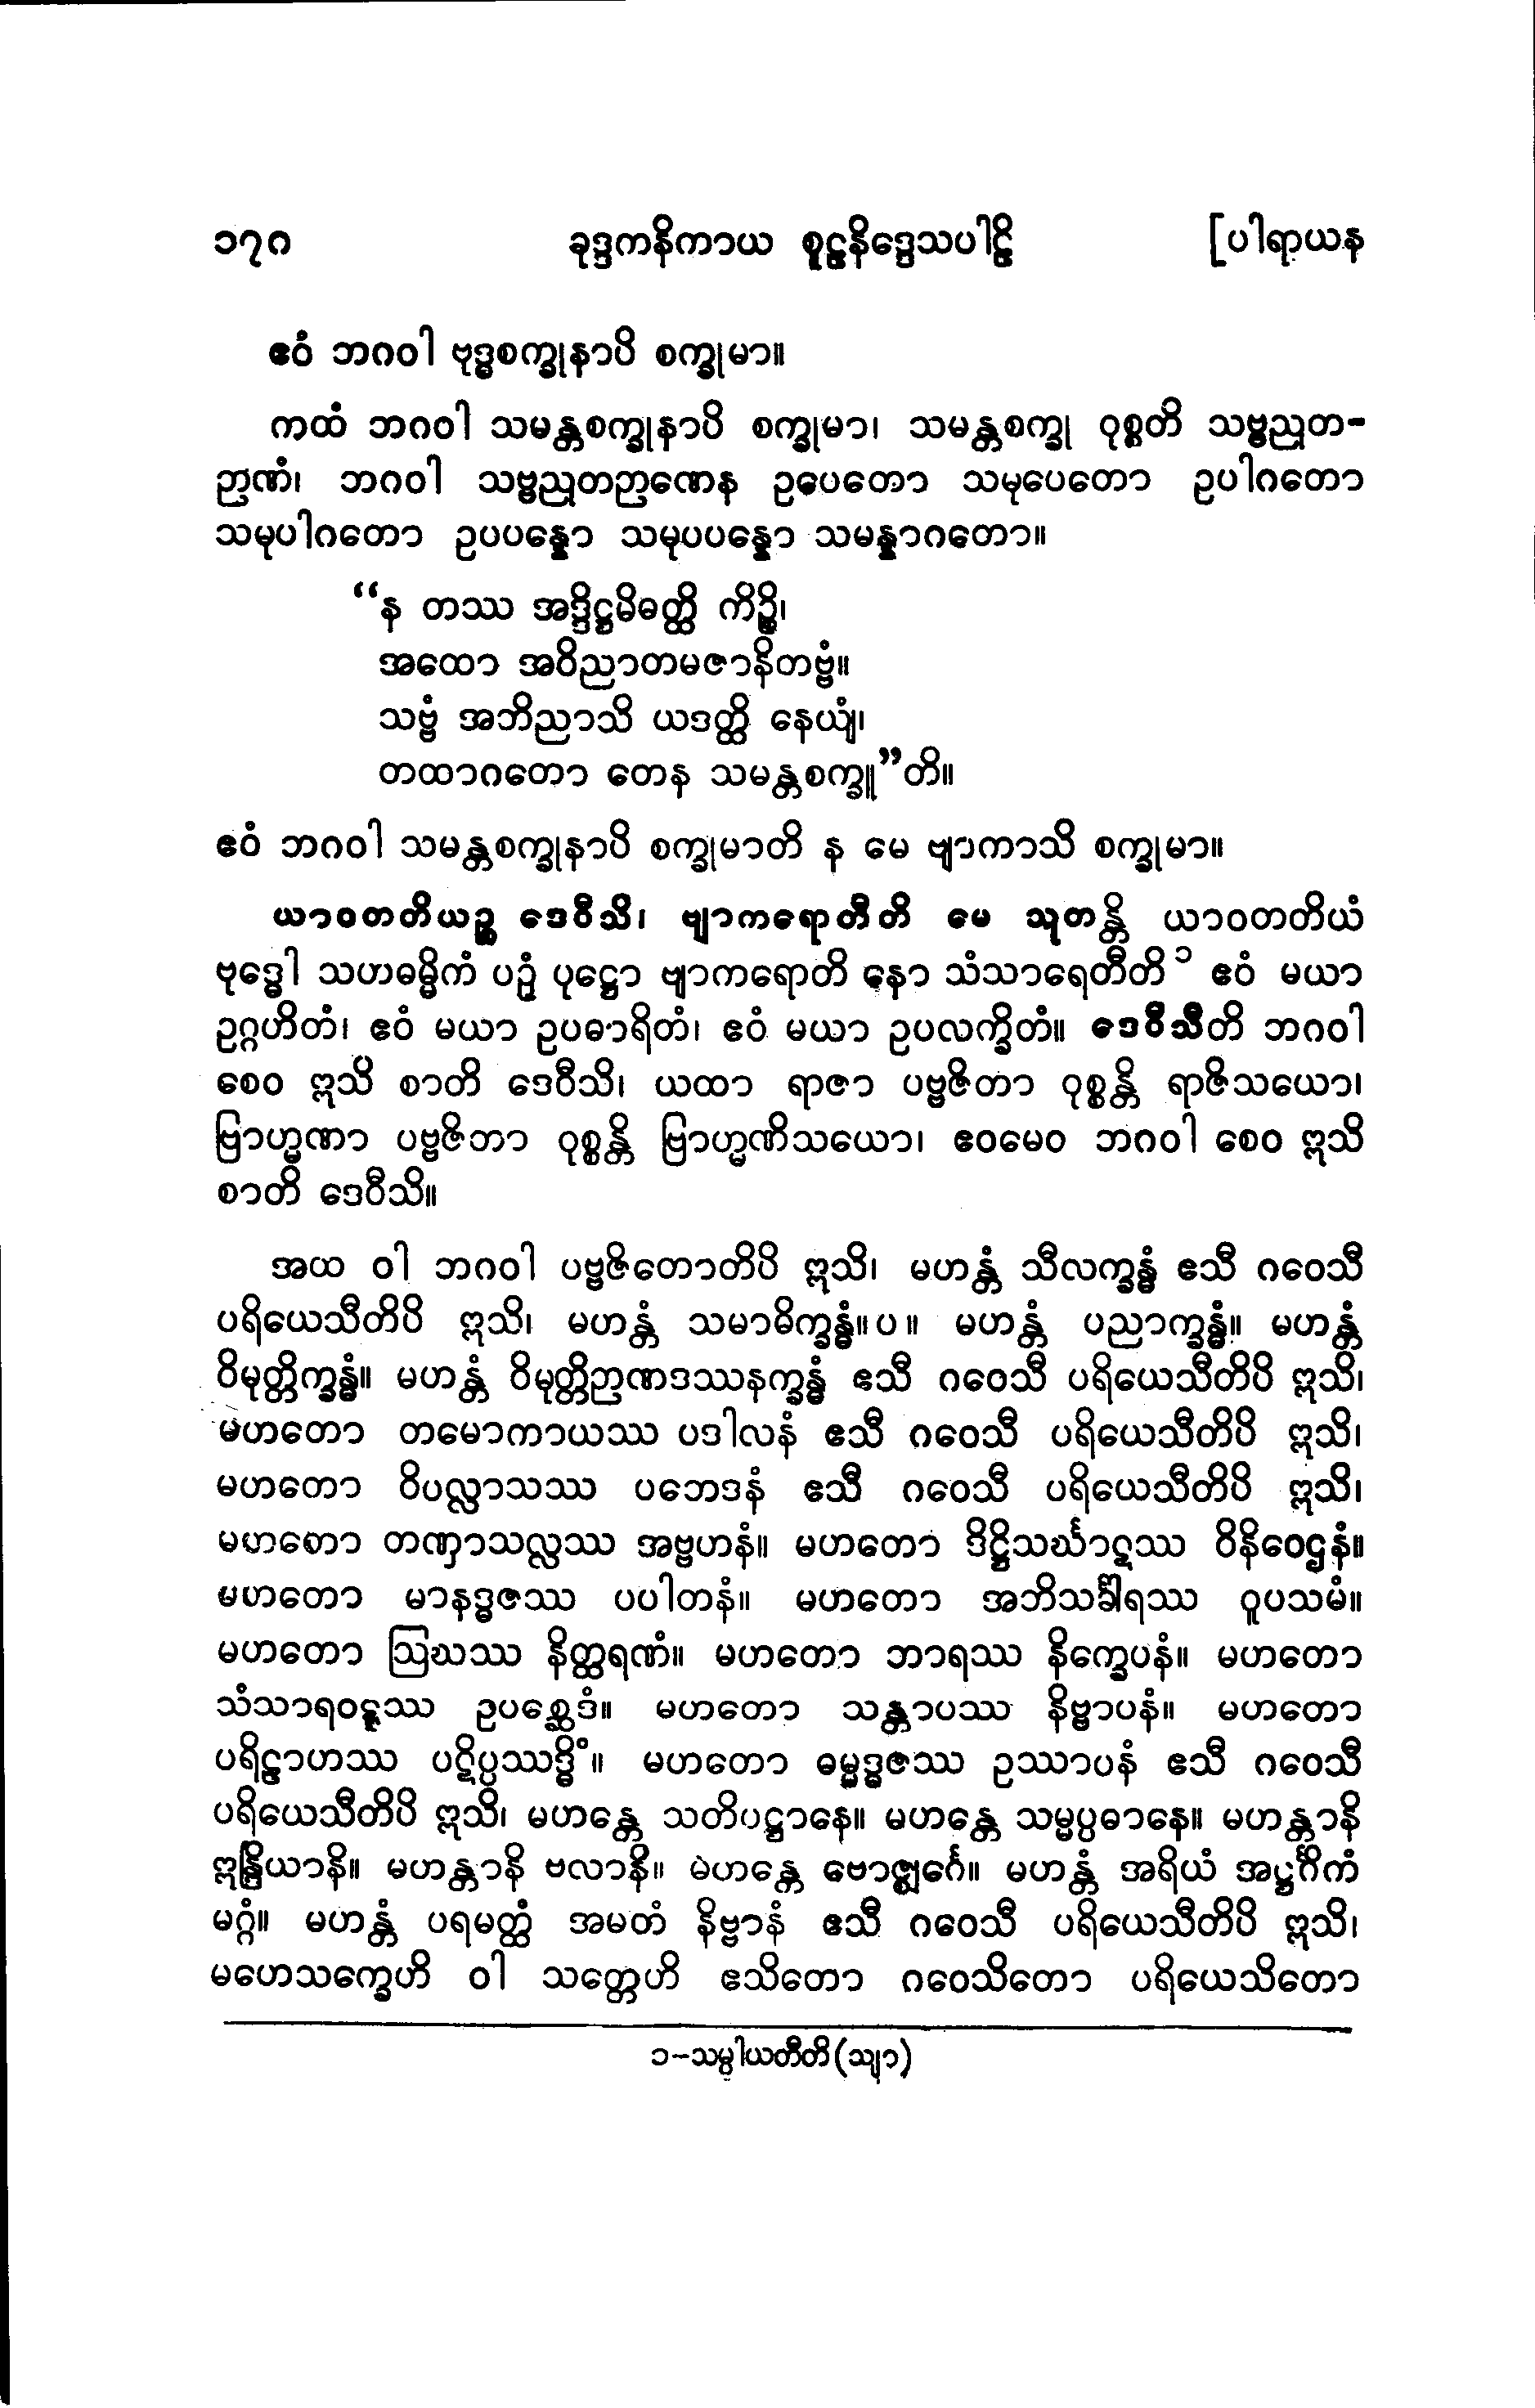 ၁၇၈ ခုဒ္ဒကနိကာယ စူဠနိဒ္ဒေသပါဠိ [ပါရာယန
ဧဝံ ဘဂဝါ ဗုဒ္ဓစက္ခုနာပိ စက္ခုမာ။
ကထံ ဘဂဝါ သမန္တစက္ခုနာပိ စက္ခုမာ၊ သမန္တစက္ခု ဝုစ္စတိ သဗ္ဗညုတ-
ဉာဏံ၊ ဘဂဝါ သဗ္ဗညုတဉာဏေန ဥပေတော သမုပေတော ဥပါဂတော
သမုပါဂတော ဥပပန္နော သမုပပန္နော သမန္နာဂတော။
“န တဿ အဒ္ဒိဋ္ဌမိဓတ္ထိ ကိဉ္စိ၊
အထော အဝိညာတမဇာနိတဗ္ဗံ။
သဗ္ဗံ အဘိညာသိ ယဒတ္ထိ နေယျံ၊
တထာဂတော တေန သမန္တစက္ခူ”တိ။
ဧဝံ ဘဂဝါ သမန္တစက္ခုနာပိ စက္ခုမာတိ န မေ ဗျာကာသိ စက္ခုမာ။
ယာဝတတိယဉ္စ ဒေဝီသိ၊ ဗျာကရောတီတိ မေ သုတန္တိ ယာဝတတိယံ
ဗုဒ္ဓေါ သဟဓမ္မိကံ ပဉှံ ပုဋ္ဌော ဗျာကရောတိ နော သံသာရေတီတိ၁ ဧဝံ မယာ
ဥဂ္ဂဟိတံ၊ ဧဝံ မယာ ဥပဓာရိတံ၊ ဧဝံ မယာ ဥပလက္ခိတံ။ ဒေဝီသီတိ ဘဂဝါ
စေဝ ဣသိ စာတိ ဒေဝီသိ၊ ယထာ ရာဇာ ပဗ္ဗဇိတာ ဝုစ္စန္တိ ရာဇိသယော၊
ဗြာဟ္မဏာ ပဗ္ဗဇိတာ ဝုစ္စန္တိ ဗြာဟ္မဏိသယော၊ ဧဝမေဝ ဘဂဝါ စေဝ ဣသိ
စာတိ ဒေဝီသိ။
အထ ဝါ ဘဂဝါ ပဗ္ဗဇိတောတိပိ ဣသိ၊ မဟန္တံ သီလက္ခန္ဓံ ဧသီ ဂဝေသီ
ပရိယေသီတိပိ ဣသိ၊ မဟန္တံ သမာဓိက္ခန္ဓံ။ ပ ။ မဟန္တံ ပညာက္ခန္ဓံ။ မဟန္တံ
ဝိမုတ္တိက္ခန္ဓံ။ မဟန္တံ ဝိမုတ္တိဉာဏဒဿနက္ခန္ဓံ ဧသီ ဂဝေသီ ပရိယေသီတိပိ ဣသိ၊
မဟတော တမောကာယဿ ပဒါလနံ ဧသီ ဂဝေသီ ပရိယေသီတိပိ ဣသိ၊
မဟတော ဝိပလ္လာသဿ ပဘေဒနံ ဧသီ ဂဝေသီ ပရိယေသီတိပိ ဣသိ၊
မဟတော တဏှာသလ္လဿ အဗ္ဗဟနံ။ မဟတော ဒိဋ္ဌိသင်္ဃာဋဿ ဝိနိဝေဌနံ။
မဟတော မာနဒ္ဓဇဿ ပပါတနံ။ မဟတော အဘိသင်္ခါရဿ ဝူပသမံ။
မဟတော ဩဃဿ နိတ္ထရဏံ။ မဟတော ဘာရဿ နိက္ခေပနံ။ မဟတော
သံသာရဝဋ္ဋဿ ဥပစ္ဆေဒံ။ မဟတော သန္တာပဿ နိဗ္ဗာပနံ။ မဟတော
ပရိဠာဟဿ ပဋိပ္ပဿဒ္ဓိံ။ မဟတော ဓမ္မဒ္ဓဇဿ ဥဿာပနံ ဧသီ ဂဝေသီ
ပရိယေသီတိပိ ဣသိ၊ မဟန္တေ သတိပဋ္ဌာနေ။ မဟန္တေ သမ္မပ္ပဓာနေ။ မဟန္တာနိ
ဣန္ဒြိယာနိ။ မဟန္တာနိ ဗလာနိ။ မဟန္တေ ဗောဇ္ဈင်္ဂေ။ မဟန္တံ အရိယံ အဋ္ဌင်္ဂိကံ
မဂ္ဂံ။ မဟန္တံ ပရမတ္ထံ အမတံ နိဗ္ဗာနံ ဧသီ ဂဝေသီ ပရိယေသီတိပိ ဣသိ၊
မဟေသက္ခေဟိ ဝါ သတ္တေဟိ ဧသိတော ဂဝေသိတော ပရိယေသိတော
၁-သမ္ပါယတီတိ (သျာ)